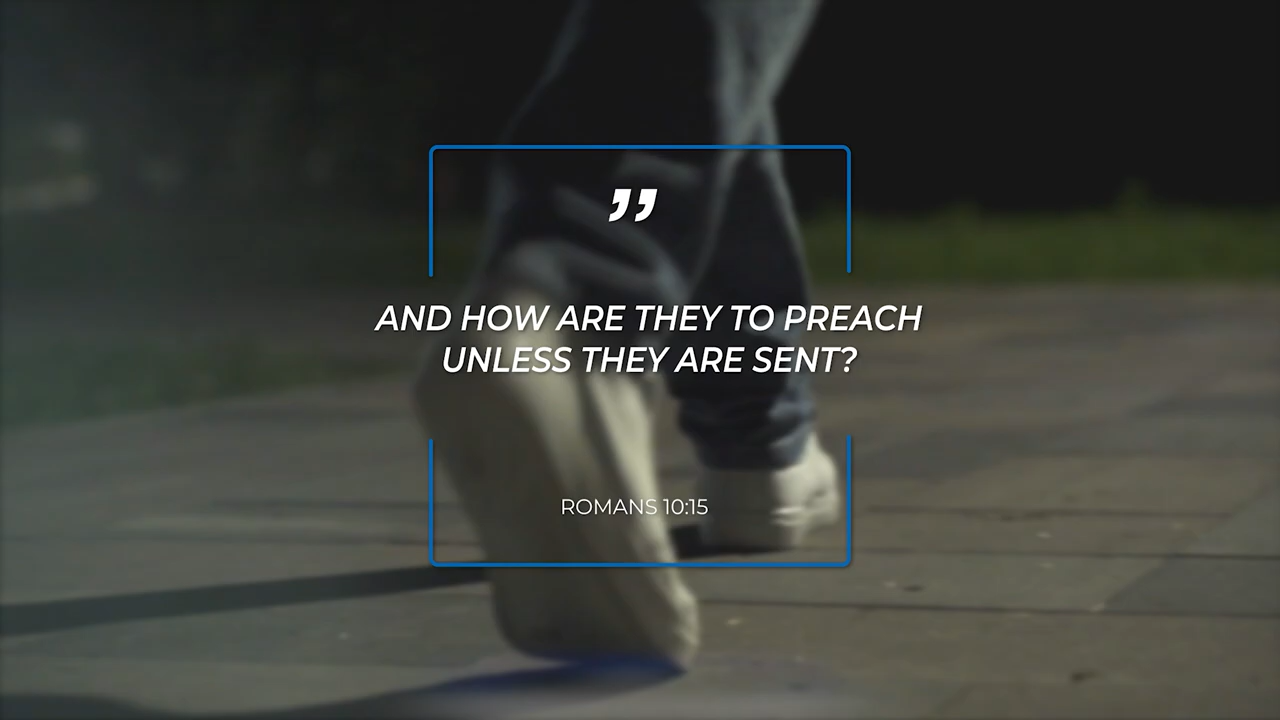 ”
AND HOW ARE THEY TO PREACH
UNLESS THEY ARE SENT?
ROMANS 10:15